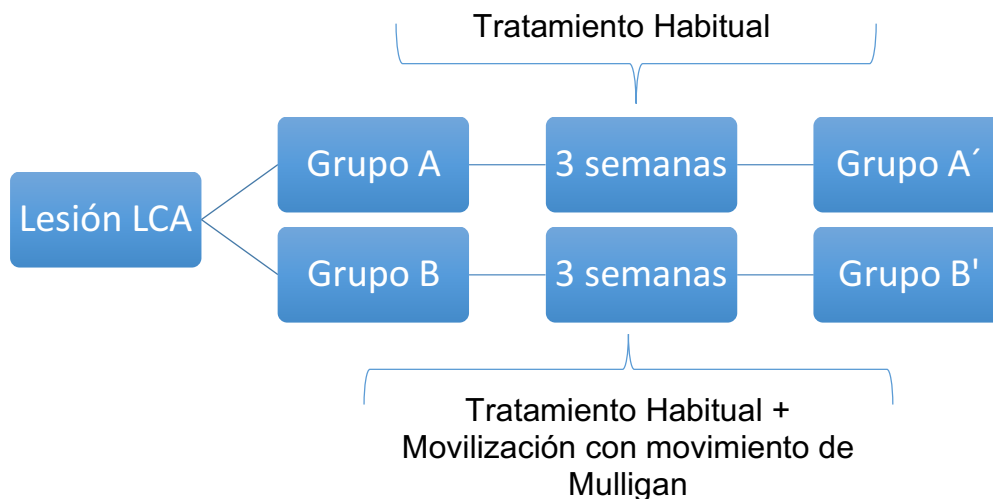 Tratamiento Habitual
Grupo A
3 semanas
Grupo A´
Lesión LCA
Grupo B
3 semanas
Grupo B'
Tratamiento Habitual +
Movilización con movimiento de
Mulligan